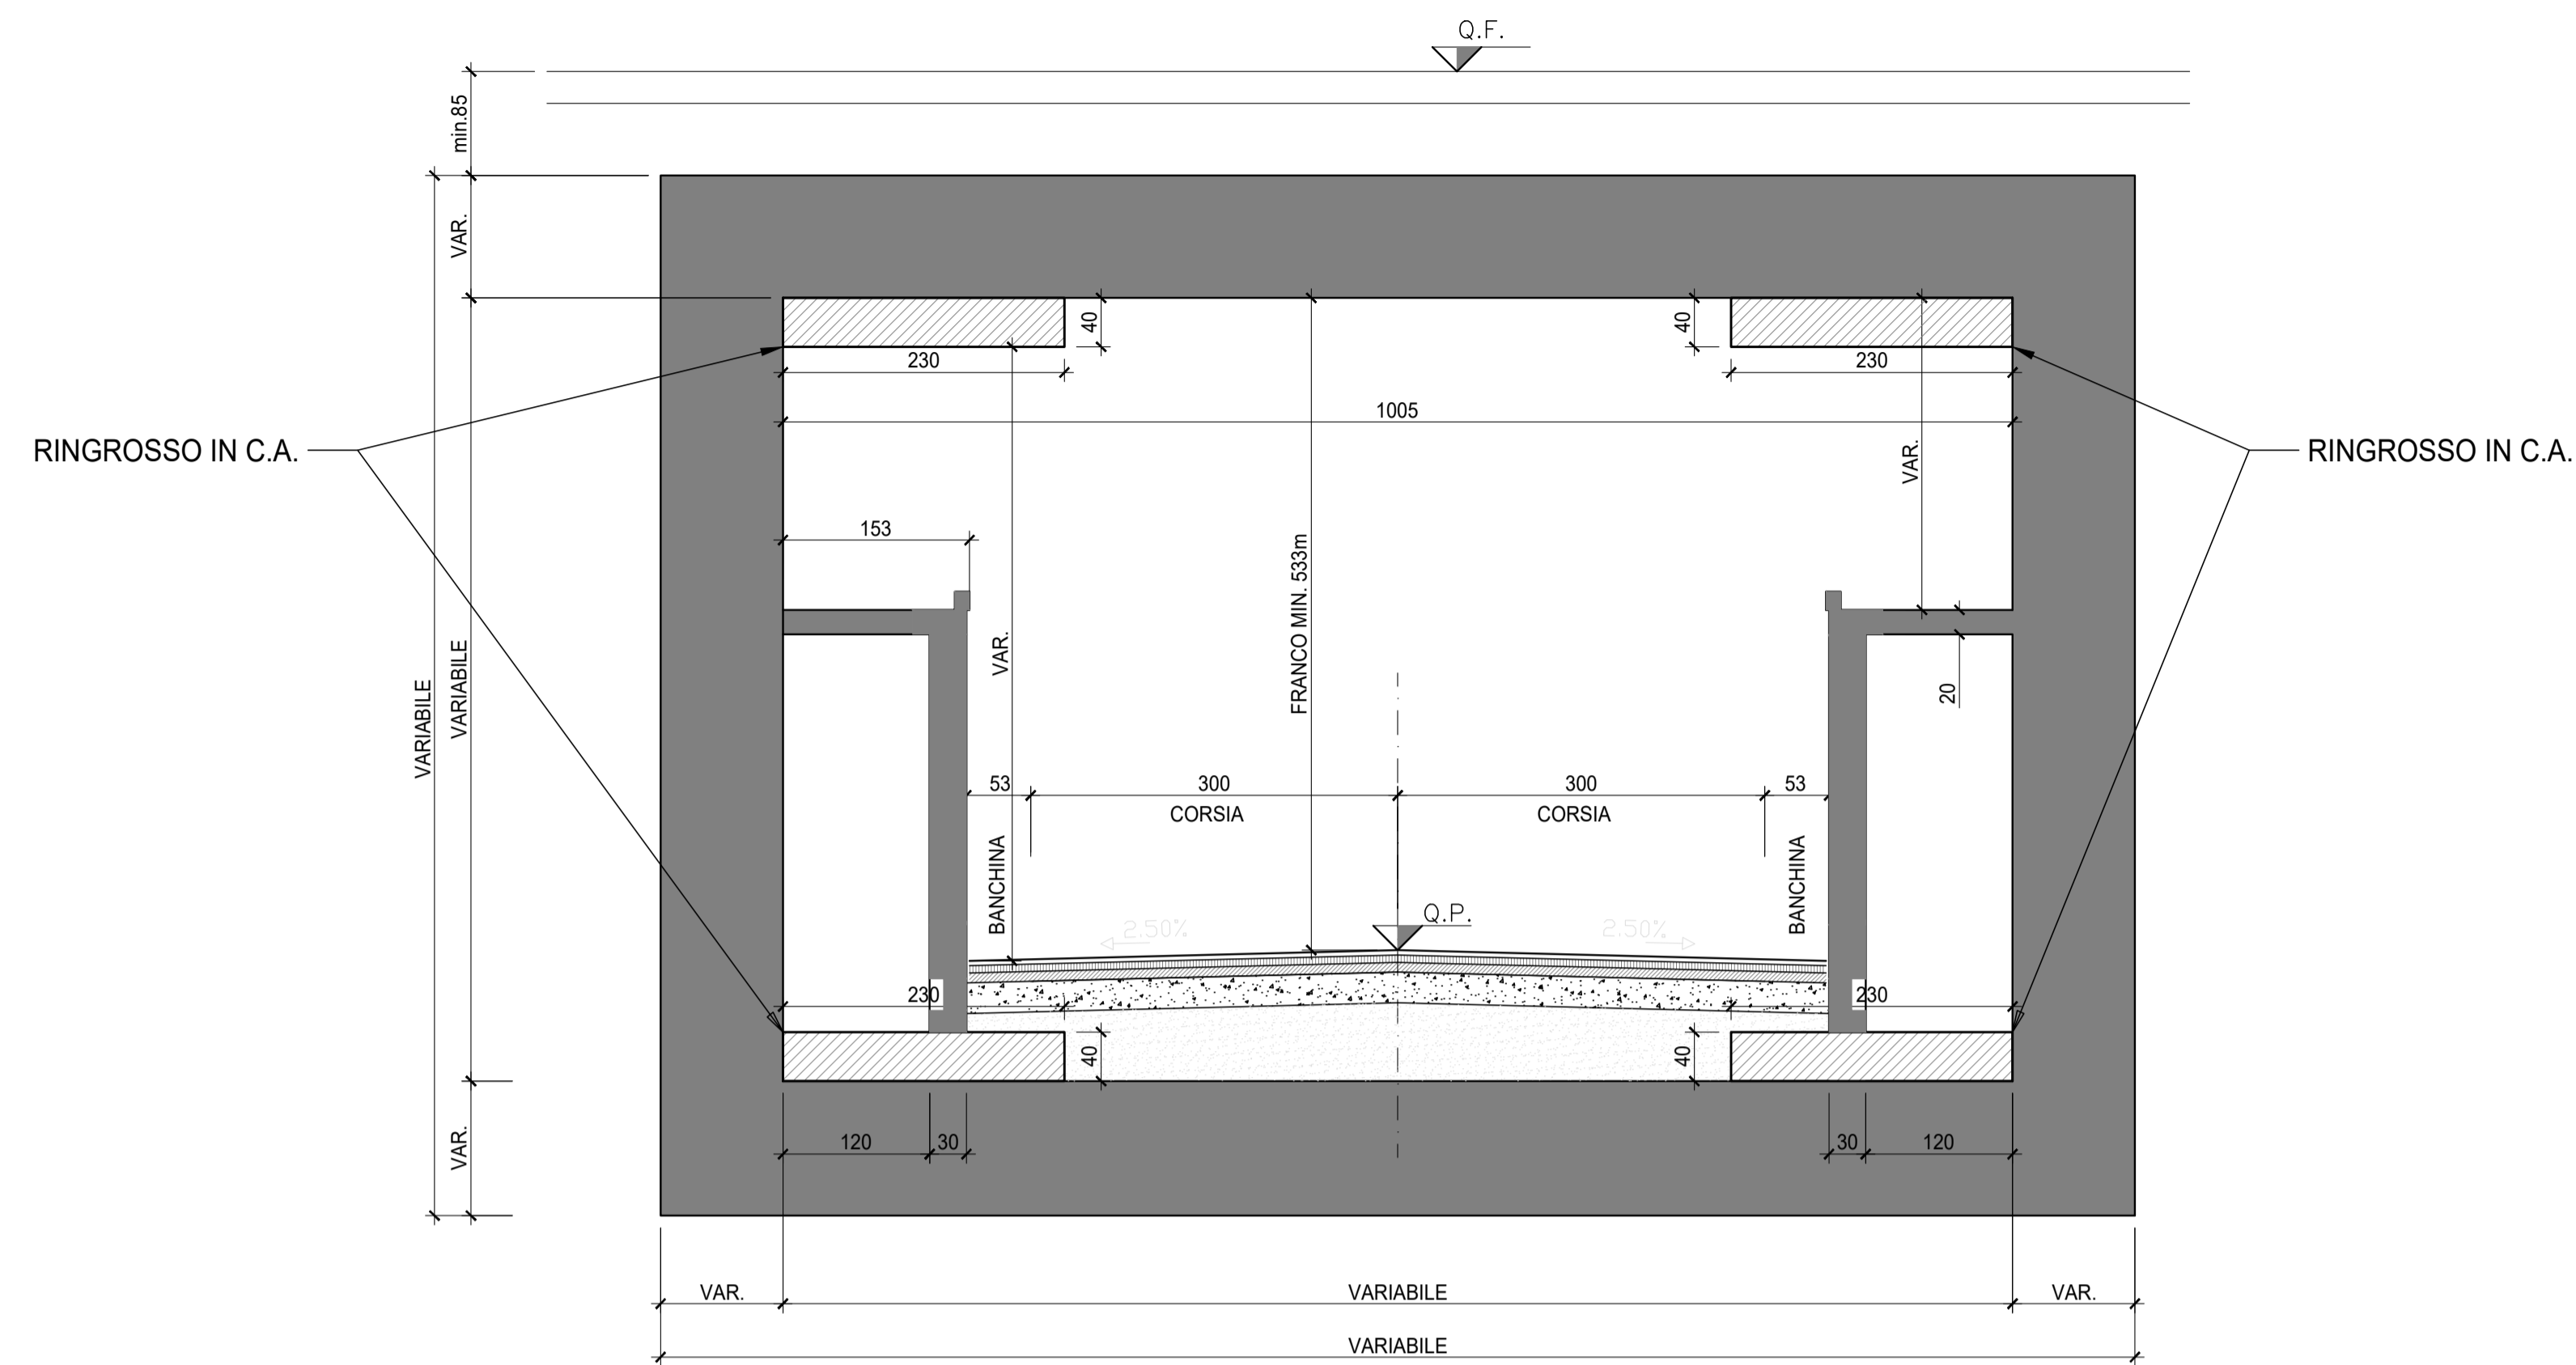 Q.F.
min.85
VAR.
40
40
230
230
1005
RINGROSSO IN C.A.
RINGROSSO IN C.A.
VAR.
153
FRANCO MIN. 533m
VAR.
VARIABILE
VARIABILE
20
53
300
300
53
CORSIA
CORSIA
BANCHINA
BANCHINA
Q.P.
2.50%
2.50%
230
230
40
40
VAR.
120
30
30
120
VAR.
VARIABILE
VAR.
VARIABILE